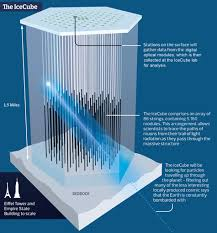 The IceCube
Stations on the surface will
gather data from the digital
optical modules, which is then
collected at the IceCube lab
for analysis.
1.5 Miles
The IceCube comprises an array of
86 strings, containing 5,160
modules. This arrangement allows
scientists to trace the paths of
muons from their trail of light
radiation as they pass through the
massive structure
The IceCube will be
looking for particles
travelling up through
the planet – filtering out
many of the less interesting
locally produced cosmic rays
that the Earth is constantly
bombarded with
Eiffel Tower and
Empire State
Building to scale
BEDROCK